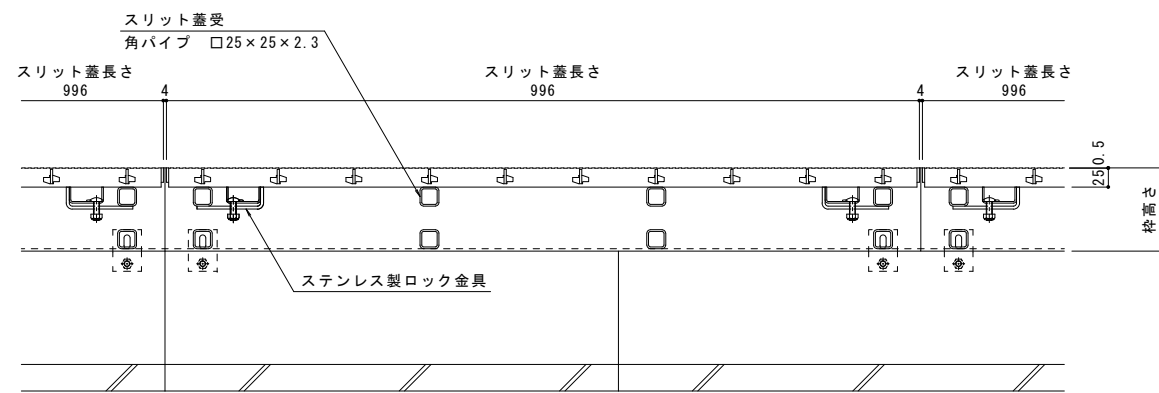 スリット蓋受
角パイプ　□25×25×2.3
スリット蓋長さ
996
4
スリット蓋長さ
996
4
スリット蓋長さ
996
0.5
25
枠高さ
ステンレス製ロック金具